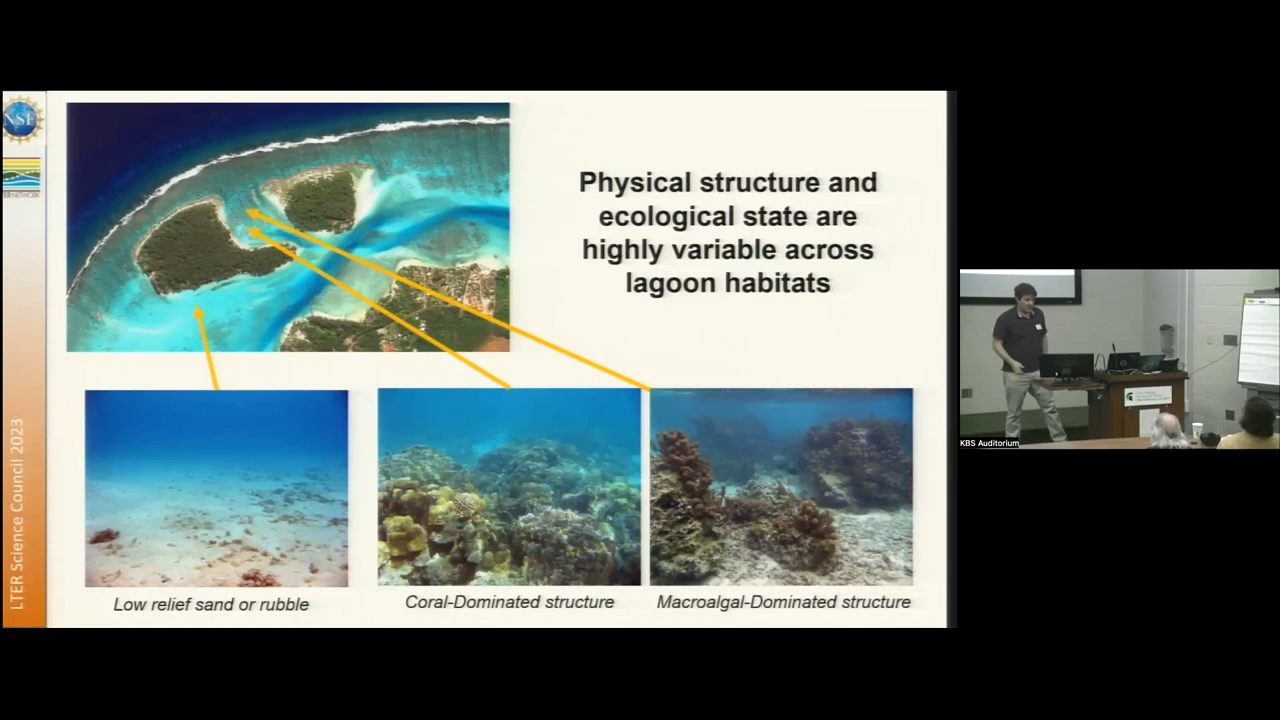 NSF
Physical structure and
ecological state are
highly variable across
lagoon habitats
LTER Science Council 2023
Low relief sand or rubble
Coral-Dominated structure
Macroalgal-Dominated structure
KBS Auditorium